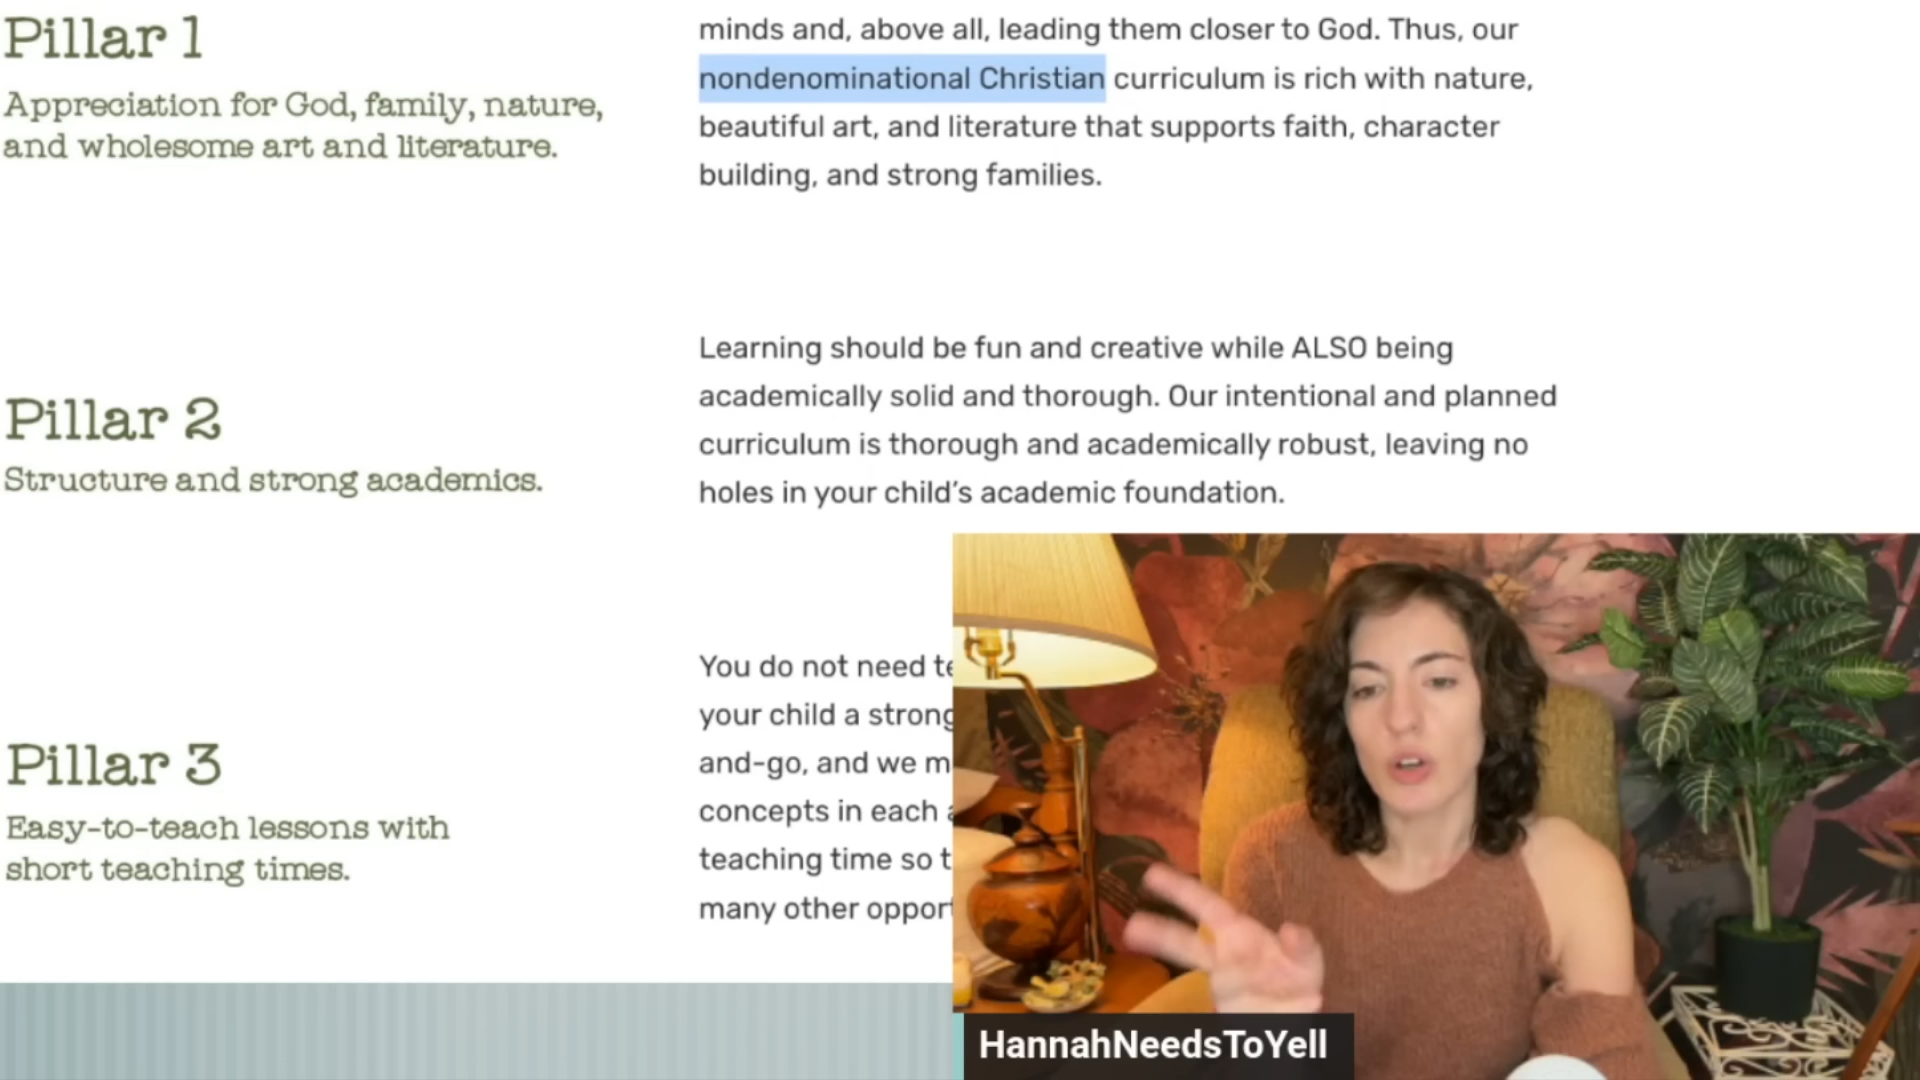 Pillar 1
Appreciation for God, family, nature,
and wholesome art and literature.
minds and, above all, leading them closer to God. Thus, our
nondenominational Christian curriculum is rich with nature,
beautiful art, and literature that supports faith, character
building, and strong families.
Pillar 2
Structure and strong academics.
Learning should be fun and creative while ALSO being
academically solid and thorough. Our intentional and planned
curriculum is thorough and academically robust, leaving no
holes in your child's academic foundation.
Pillar 3
Easy-to-teach lessons with
short teaching times.
You do not need
your child a strong
and-go, and we
concepts in each
teaching time so
many other
HannahNeedsToYell